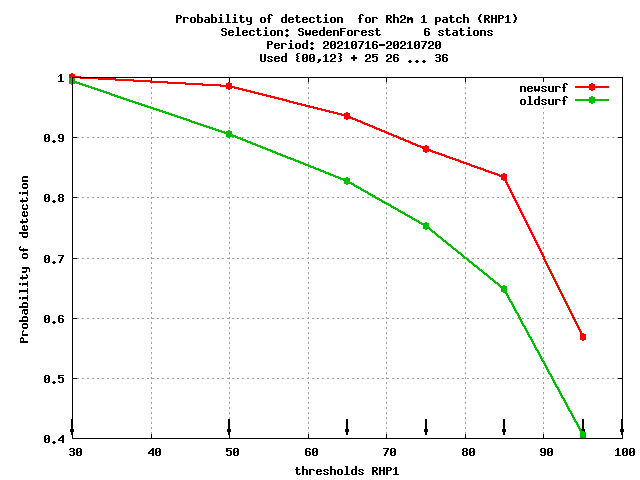 Probability of detection  for Rh2m 1 patch (RHP1)
Selection: SwedenForest      6 stations
Period: 20210716-20210720
Used {00,12} + 25 26 ... 36
newsurf
oldsurf
1
0.9
0.8
0.7
0.6
0.5
0.4
Probability of detection
30 40 50 60 70 80 90 100
thresholds RHP1